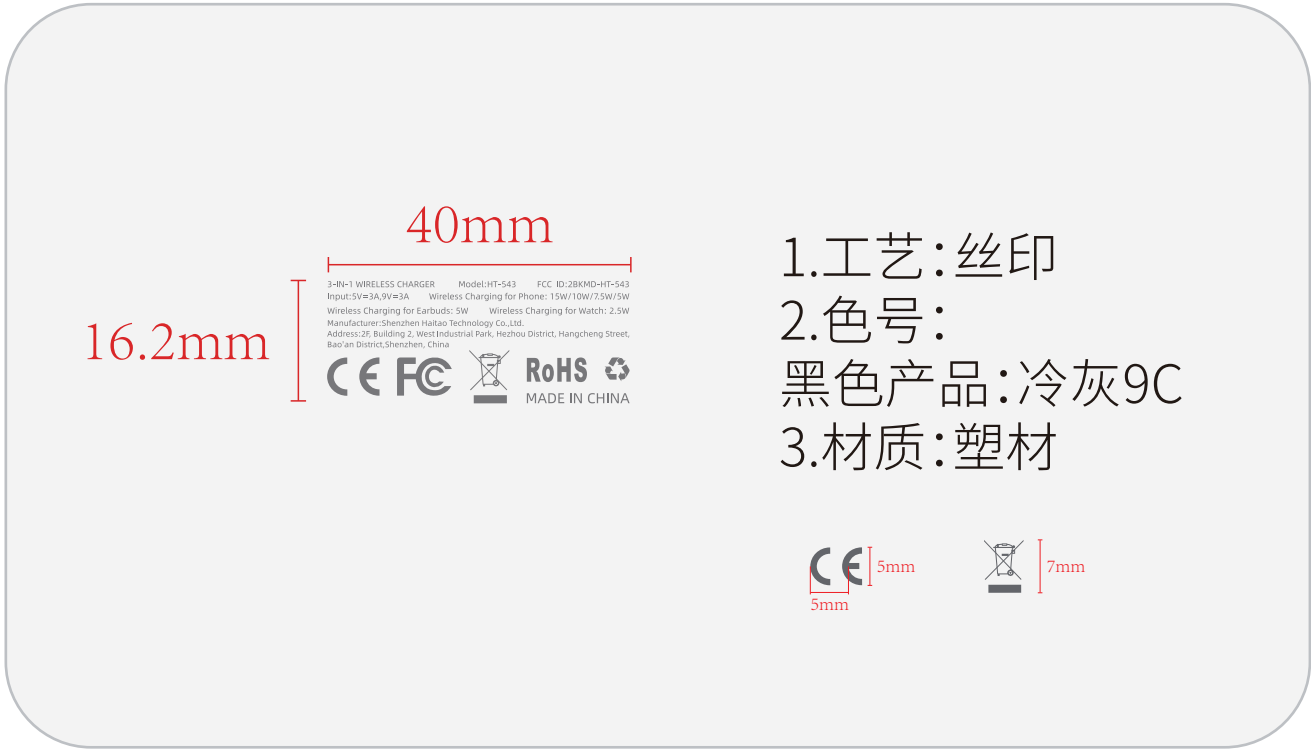 40mm
16.2mm
3-IN-1 WIRELESS CHARGER Model:HT-543 FCC ID:2BKMD-HT-543
Input:5V=3A,9V=3A Wireless Charging for Phone: 15W/10W/7.5W/5W
Wireless Charging for Earbuds: 5W Wireless Charging for Watch: 2.5W
Manufacturer:Shenzhen Haitao Technology Co.,Ltd.
Address:2F, Building 2, West Industrial Park, Hezhou District, Hangcheng Street,
Bao'an District,Shenzhen, China
CE FC RoHS
MADE IN CHINA
1.工艺:丝印
2.色号:
黑色产品:冷灰9C
3.材质:塑材
CE 5mm
5mm
7mm